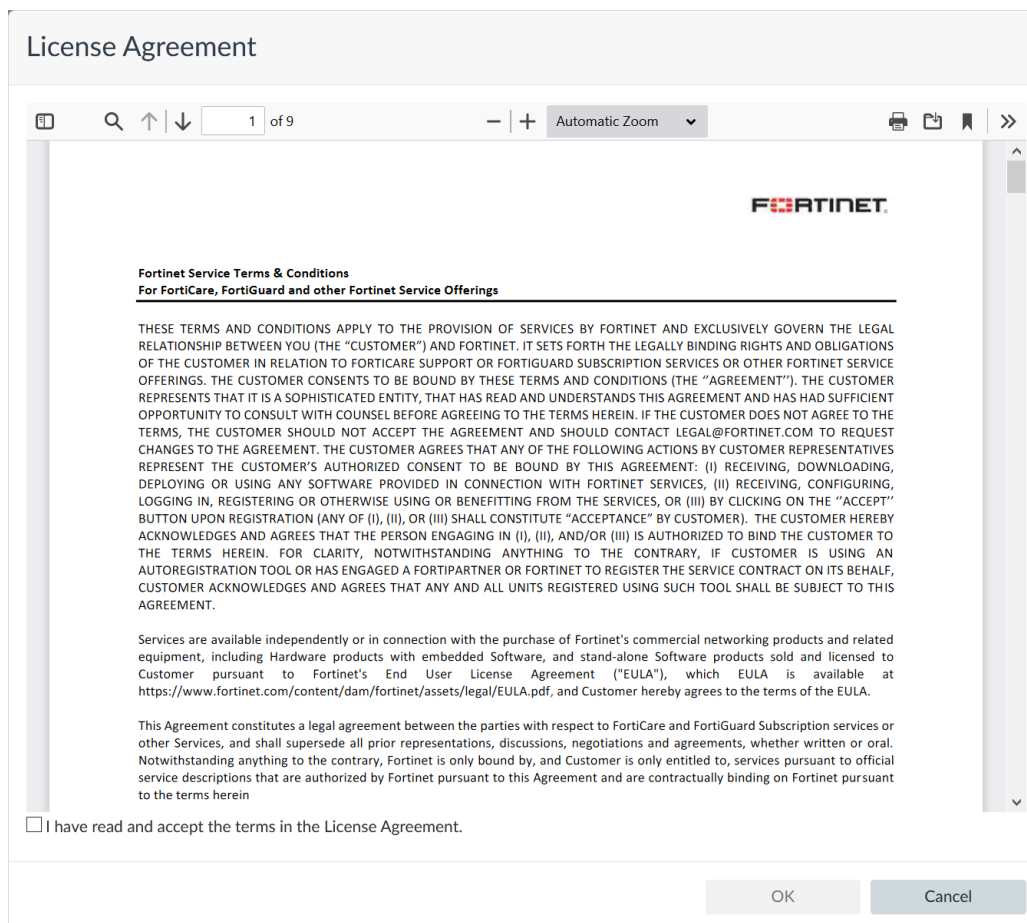 License Agreement
1 of 9
Automatic Zoom
FORTINET
Fortinet Service Terms & Conditions
For FortiCare, FortiGuard and other Fortinet Service Offerings
THESE TERMS AND CONDITIONS APPLY TO THE PROVISION OF SERVICES BY FORTINET AND EXCLUSIVELY GOVERN THE LEGAL
RELATIONSHIP BETWEEN YOU (THE “CUSTOMER”) AND FORTINET. IT SETS FORTH THE LEGALLY BINDING RIGHTS AND OBLIGATIONS
OF THE CUSTOMER IN RELATION TO FORTICARE SUPPORT OR FORTIGUARD SUBSCRIPTION SERVICES OR OTHER FORTINET SERVICE
OFFERINGS. THE CUSTOMER CONSENTS TO BE BOUND BY THESE TERMS AND CONDITIONS (THE ‘’AGREEMENT’’). THE CUSTOMER
REPRESENTS THAT IT IS A SOPHISTICATED ENTITY, THAT HAS READ AND UNDERSTANDS THIS AGREEMENT AND HAS HAD SUFFICIENT
OPPORTUNITY TO CONSULT WITH COUNSEL BEFORE AGREEING TO THE TERMS HEREIN. IF THE CUSTOMER DOES NOT AGREE TO THE
TERMS, THE CUSTOMER SHOULD NOT ACCEPT THE AGREEMENT AND SHOULD CONTACT LEGAL@FORTINET.COM TO REQUEST
CHANGES TO THE AGREEMENT. THE CUSTOMER AGREES THAT ANY OF THE FOLLOWING ACTIONS BY CUSTOMER REPRESENTATIVES
REPRESENT THE CUSTOMER’S AUTHORIZED CONSENT TO BE BOUND BY THIS AGREEMENT: (I) RECEIVING, DOWNLOADING,
DEPLOYING OR USING ANY SOFTWARE PROVIDED IN CONNECTION WITH FORTINET SERVICES, (II) RECEIVING, CONFIGURING,
LOGGING IN, REGISTERING OR OTHERWISE USING OR BENEFITTING FROM THE SERVICES, OR (III) BY CLICKING ON THE ‘’ACCEPT’’
BUTTON UPON REGISTRATION (ANY OF (I), (II), OR (III) SHALL CONSTITUTE “ACCEPTANCE” BY CUSTOMER). THE CUSTOMER HEREBY
ACKNOWLEDGES AND AGREES THAT THE PERSON ENGAGING IN (I), (II), AND/OR (III) IS AUTHORIZED TO BIND THE CUSTOMER TO
THE TERMS HEREIN. FOR CLARITY, NOTWITHSTANDING ANYTHING TO THE CONTRARY, IF CUSTOMER IS USING AN
AUTOREGISTRATION TOOL OR HAS ENGAGED A FORTIPARTNER OR FORTINET TO REGISTER THE SERVICE CONTRACT ON ITS BEHALF,
CUSTOMER ACKNOWLEDGES AND AGREES THAT ANY AND ALL UNITS REGISTERED USING SUCH TOOL SHALL BE SUBJECT TO THIS
AGREEMENT.
Services are available independently or in connection with the purchase of Fortinet's commercial networking products and related
equipment, including Hardware products with embedded Software, and stand-alone Software products sold and licensed to
Customer pursuant to Fortinet's End User License Agreement ("EULA"), which EULA is available at
https://www.fortinet.com/content/dam/fortinet/assets/legal/EULA.pdf, and Customer hereby agrees to the terms of the EULA.
This Agreement constitutes a legal agreement between the parties with respect to FortiCare and FortiGuard Subscription services or
other Services, and shall supersede all prior representations, discussions, negotiations and agreements, whether written or oral.
Notwithstanding anything to the contrary, Fortinet is only bound by, and Customer is only entitled to, services pursuant to official
service descriptions that are authorized by Fortinet pursuant to this Agreement and are contractually binding on Fortinet pursuant
to the terms herein
I have read and accept the terms in the License Agreement.
OK
Cancel